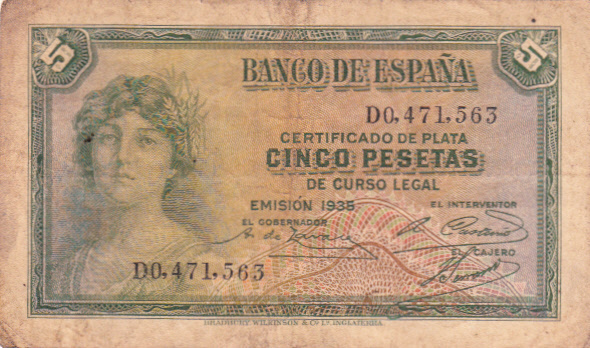 5
5
BANCO DE ESPAÑA
D0,471,563
CERTIFICADO DE PLATA
CINCO PESETAS
DE CURSO LEGAL
EMISIÓN 1935
EL INTERVENTOR
EL GOBERNADOR
EL CAJERO
D0,471,563
BRADBURY WILKINSON & Cº Lᵈ. INGLATERRA